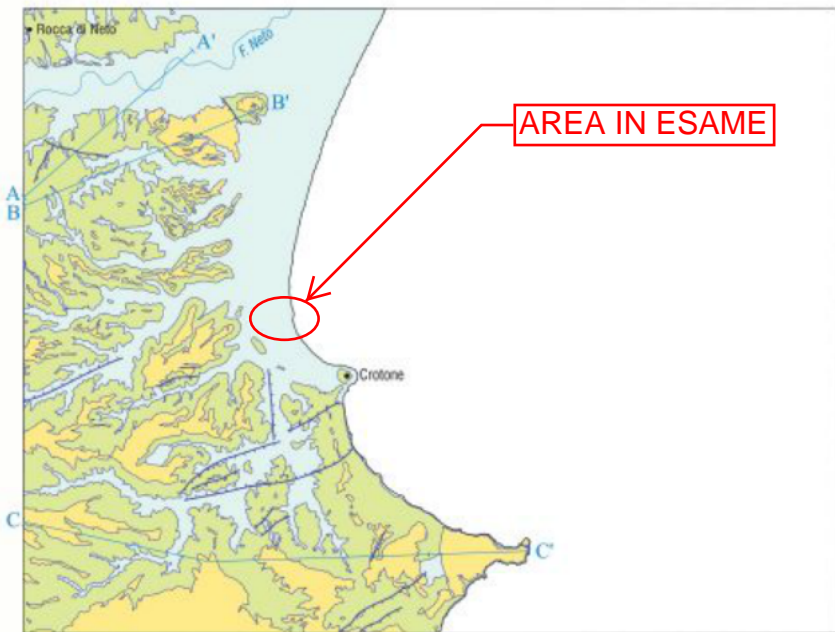 Rocca di Neto
A'
F. Neto
B'
AREA IN ESAME
A
B
Crotone
C
C'